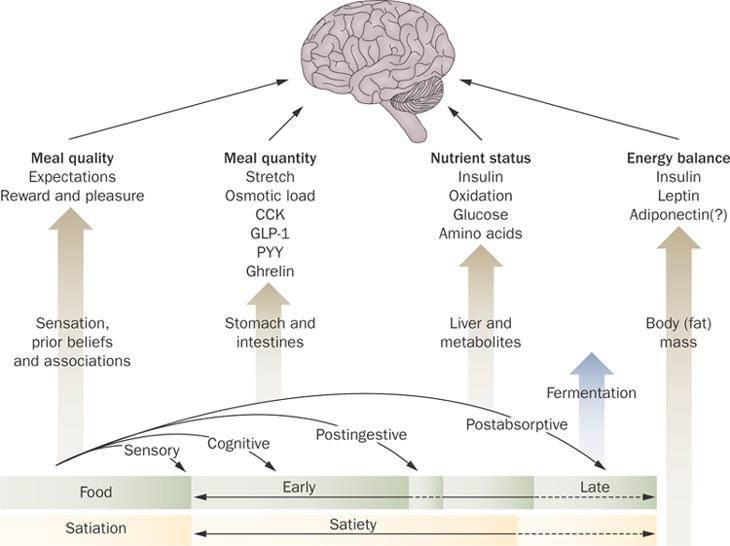 Meal quality
Expectations
Reward and pleasure
Meal quantity
Stretch
Osmotic load
CCK
GLP-1
PYY
Ghrelin
Nutrient status
Insulin
Oxidation
Glucose
Amino acids
Energy balance
Insulin
Leptin
Adiponectin(?)
Sensation,
prior beliefs
and associations
Stomach and
intestines
Liver and
metabolites
Body (fat)
mass
Fermentation
Sensory
Cognitive
Postingestive
Postabsorptive
Food
Early
Late
Satiation
Satiety